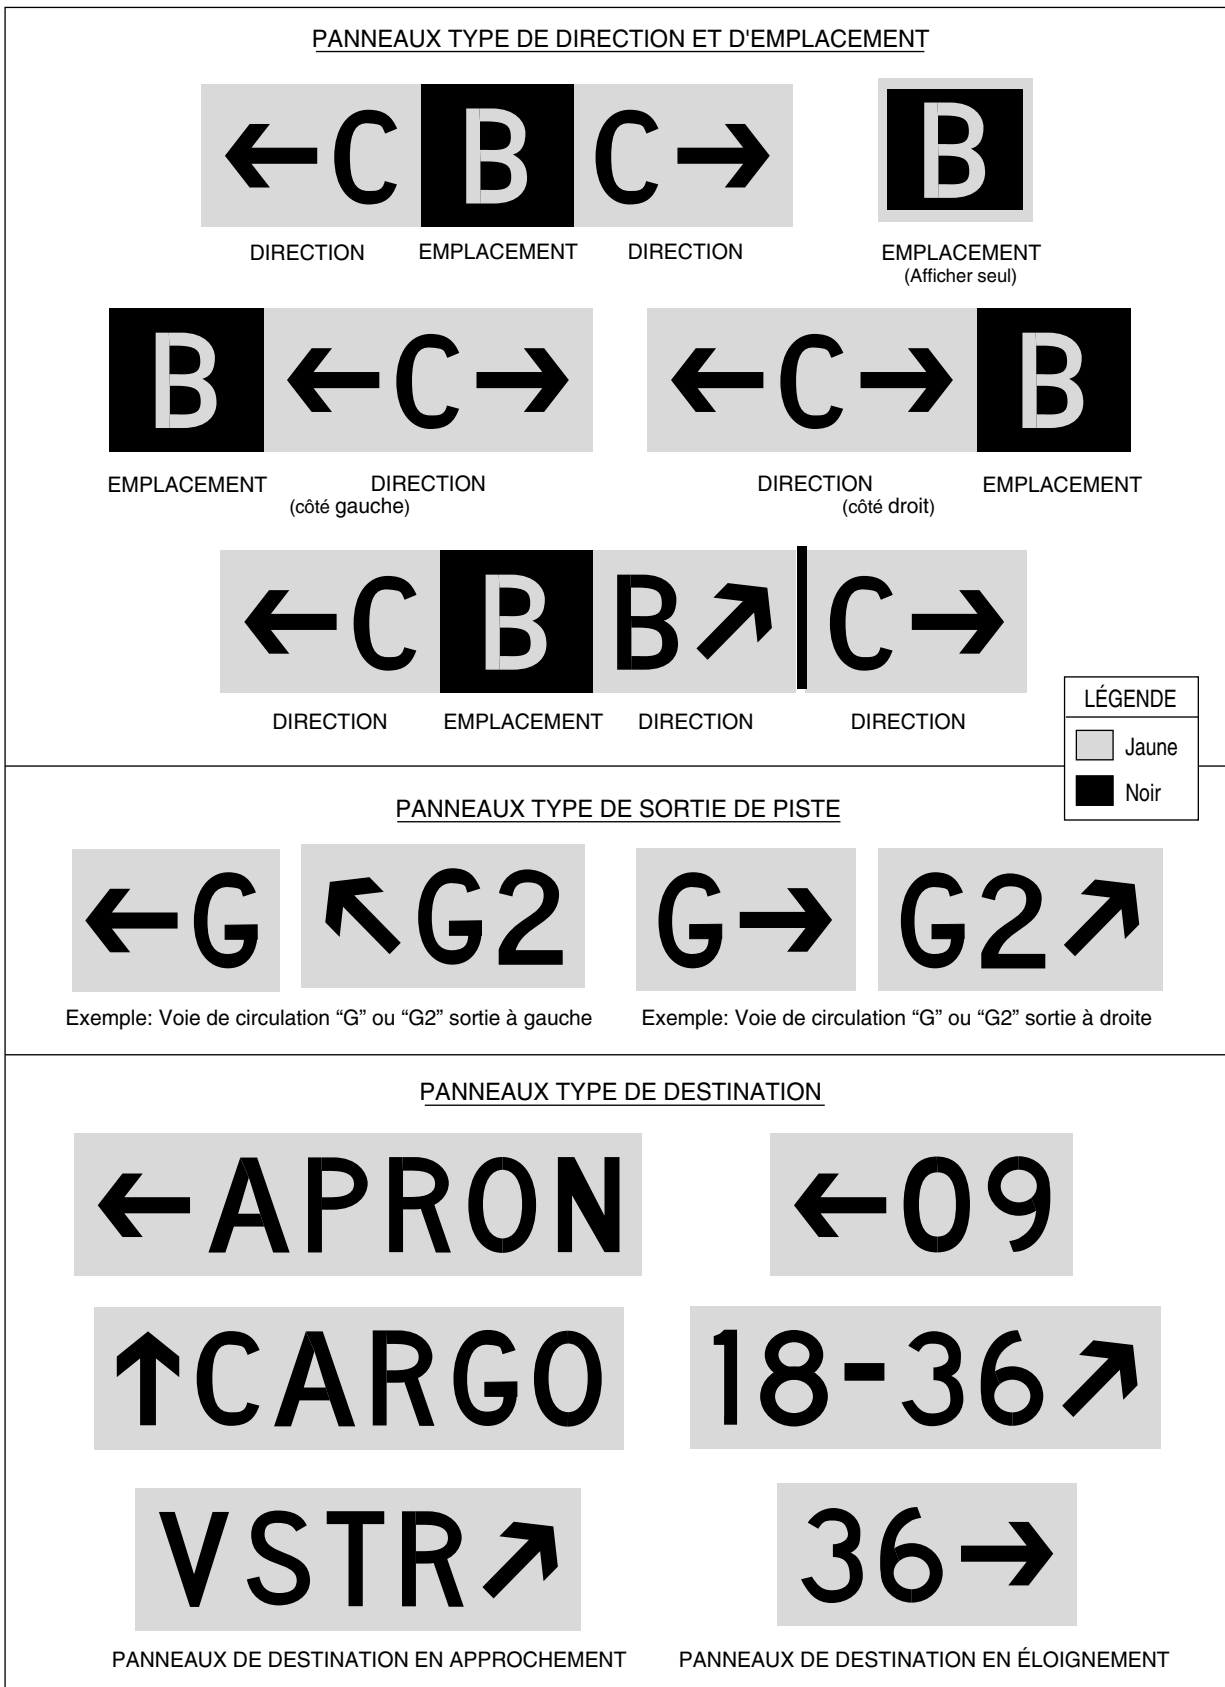 PANNEAUX TYPE DE DIRECTION ET D'EMPLACEMENT
←C B C→ B
DIRECTION EMPLACEMENT DIRECTION EMPLACEMENT
(Afficher seul)
B ←C→ ←C→ B
EMPLACEMENT DIRECTION DIRECTION EMPLACEMENT
(côté gauche) (côté droit)
←C B B↗ C→
DIRECTION EMPLACEMENT DIRECTION DIRECTION
LÉGENDE
Jaune
Noir
PANNEAUX TYPE DE SORTIE DE PISTE
←G ↖G2 G→ G2↗
Exemple: Voie de circulation “G” ou “G2” sortie à gauche Exemple: Voie de circulation “G” ou “G2” sortie à droite
PANNEAUX TYPE DE DESTINATION
←APRON ←09
↑CARGO 18-36↗
VSTR↗ 36→
PANNEAUX DE DESTINATION EN APPROCHEMENT PANNEAUX DE DESTINATION EN ÉLOIGNEMENT